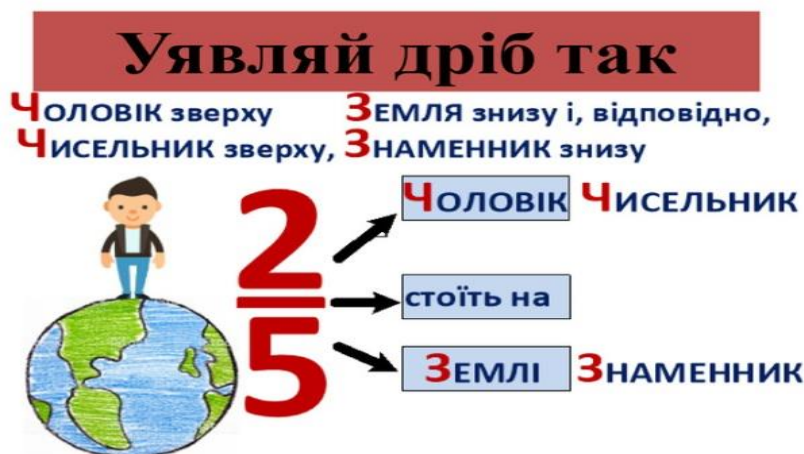 Уявляй дріб так
ЧОЛОВІК зверху ЗЕМЛЯ знизу і, відповідно,
ЧИСЕЛЬНИК зверху, ЗНАМЕННИК знизу
2
5
ЧОЛОВІК ЧИСЕЛЬНИК
стоїть на
ЗЕМЛІ ЗНАМЕННИК